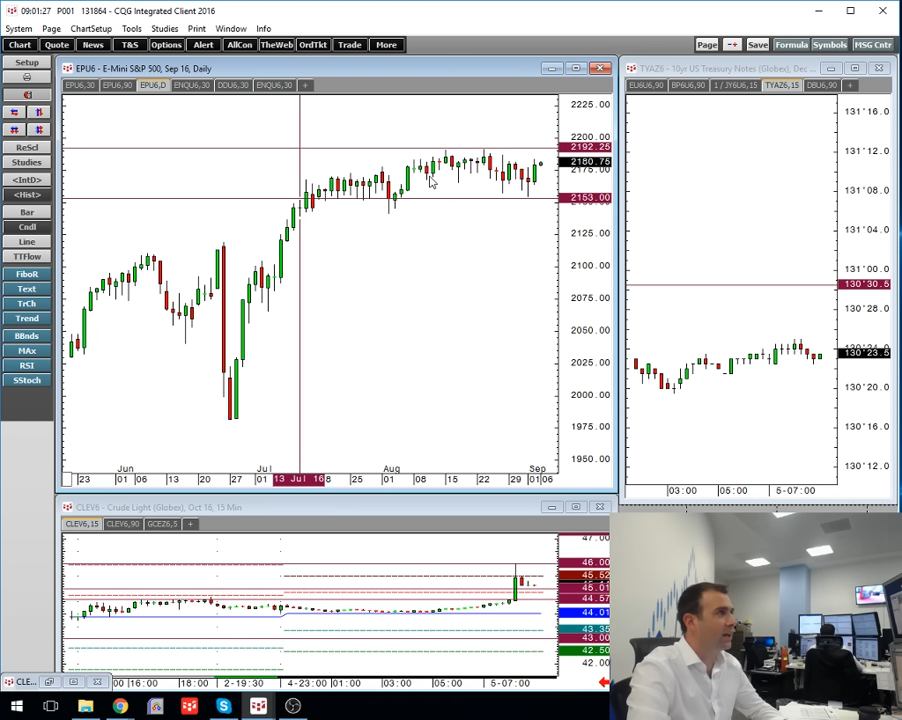 09:01:27 P001 131864 - CQG Integrated Client 2016
System Page ChartSetup Tools Studies Print Window Info
Chart Quote News T&S Options Alert AllCon TheWeb OrdTkt Trade More
Page Save Formula Symbols MSG Cntr
Setup
ReScl
Studies
<IntD>
<Hist>
Bar
Cndl
Line
TTFlow
FiboR
Text
TrCh
Trend
BBnds
MAx
RSI
SStoch
EPU6 - E-Mini S&P 500, Sep 16, Daily
EPU6,30 EPU6,90 EPU6,D ENQU6,30 DDU6,30 ENQU6,30 +
2225.00
2200.00
2192.25
2180.75
2175.00
2153.00
2125.00
2100.00
2075.00
2050.00
2025.00
2000.00
1975.00
1950.00
Jun Jul Aug Sep
23 01 06 13 20 27 01 13 Jul 16 8 25 01 08 15 22 29 01 06
TYAZ6 - 10yr US Treasury Notes (Globex), Dec ...
EU6U6,90 BP6U6,90 1 / JY6U6,15 TYAZ6,15 DBU6,90 +
131'16.0
131'12.0
131'08.0
131'04.0
131'00.0
130'30.5
130'28.0
130'23.5
130'20.0
130'16.0
130'12.0
03:00 05:00 5-07:00
CLEV6 - Crude Light (Globex), Oct 16, 15 Min
CLEV6,15 CLEV6,90 GCEZ6,5 +
47.00
46.00
45.52
45.01
44.57
44.01
43.35
43.00
42.50
42.00
CLE...
00 16:00 18:00 2-19:30 4-23:00 01:00 03:00 05:00 5-07:00